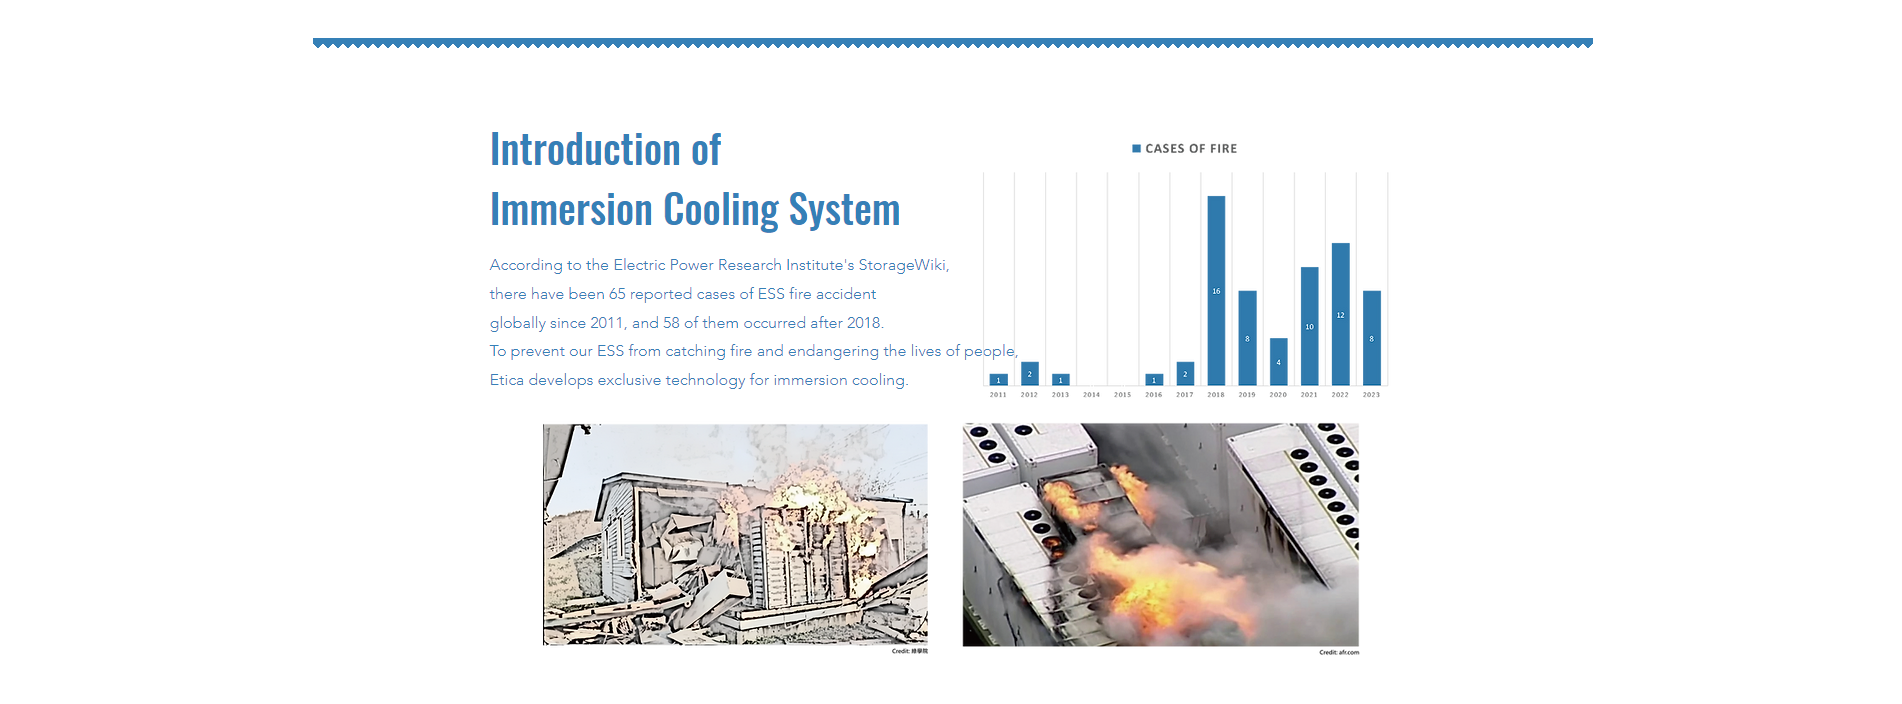 Introduction of
Immersion Cooling System
According to the Electric Power Research Institute's StorageWiki,
there have been 65 reported cases of ESS fire accident
globally since 2011, and 58 of them occurred after 2018.
To prevent our ESS from catching fire and endangering the lives of people,
Etica develops exclusive technology for immersion cooling.
CASES OF FIRE
1 2 1 1 2 16 8 4 10 12 8
2011 2012 2013 2014 2015 2016 2017 2018 2019 2020 2021 2022 2023
Credit: 綠學院
Credit: afr.com